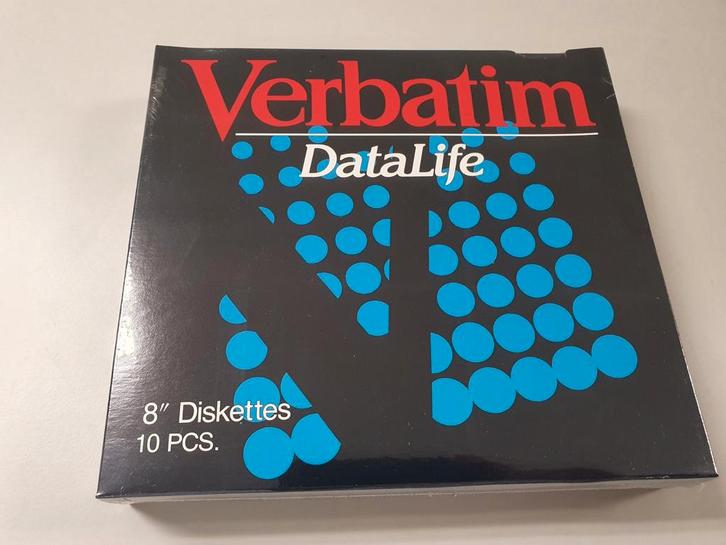 Verbatim
DataLife
8" Diskettes
10 PCS.